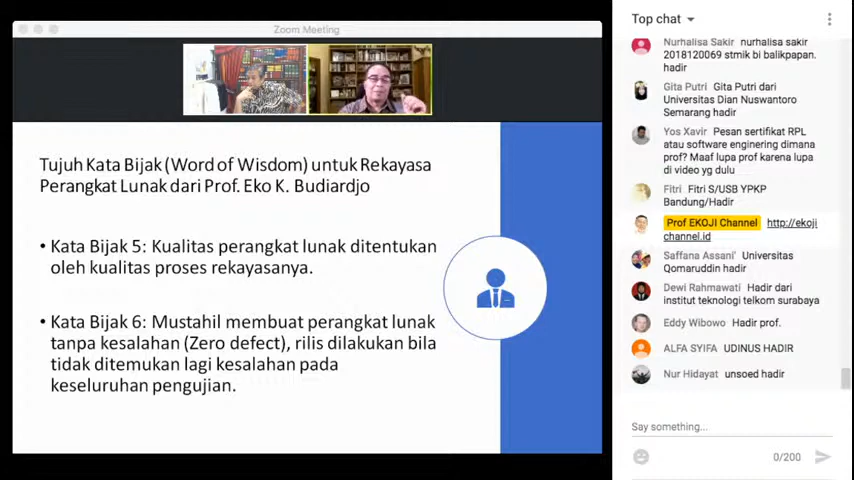 Zoom Meeting
Tujuh Kata Bijak (Word of Wisdom) untuk Rekayasa
Perangkat Lunak dari Prof. Eko K. Budiardjo
• Kata Bijak 5: Kualitas perangkat lunak ditentukan
oleh kualitas proses rekayasanya.
• Kata Bijak 6: Mustahil membuat perangkat lunak
tanpa kesalahan (Zero defect), rilis dilakukan bila
tidak ditemukan lagi kesalahan pada
keseluruhan pengujian.
Top chat
Nurhalisa Sakir nurhalisa sakir
2018120069 stmik bi balikpapan.
hadir
Gita Putri Gita Putri dari
Universitas Dian Nuswantoro
Semarang hadir
Yos Xavir Pesan sertifikat RPL
atau software enginering dimana
prof? Maaf lupa prof karena lupa
di video yg dulu
Fitri Fitri S/USB YPKP
Bandung/Hadir
Prof EKOJI Channel http://ekoji
channel.id
Saffana Assani' Universitas
Qomaruddin hadir
Dewi Rahmawati Hadir dari
institut teknologi telkom surabaya
Eddy Wibowo Hadir prof.
ALFA SYIFA UDINUS HADIR
Nur Hidayat unsoed hadir
Say something...
0/200